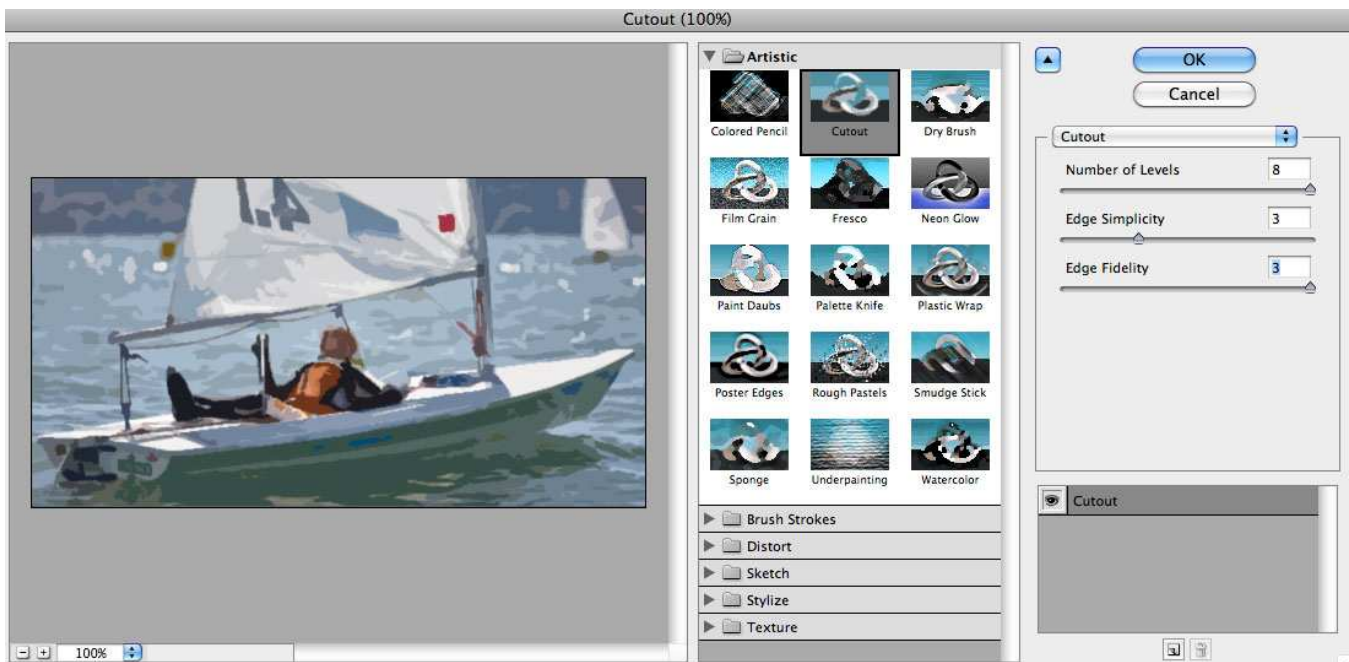 Cutout (100%)
1.4
100%
Artistic
Colored Pencil
Cutout
Dry Brush
Film Grain
Fresco
Neon Glow
Paint Daubs
Palette Knife
Plastic Wrap
Poster Edges
Rough Pastels
Smudge Stick
Sponge
Underpainting
Watercolor
Brush Strokes
Distort
Sketch
Stylize
Texture
OK
Cancel
Cutout
Number of Levels 8
Edge Simplicity 3
Edge Fidelity 3
Cutout